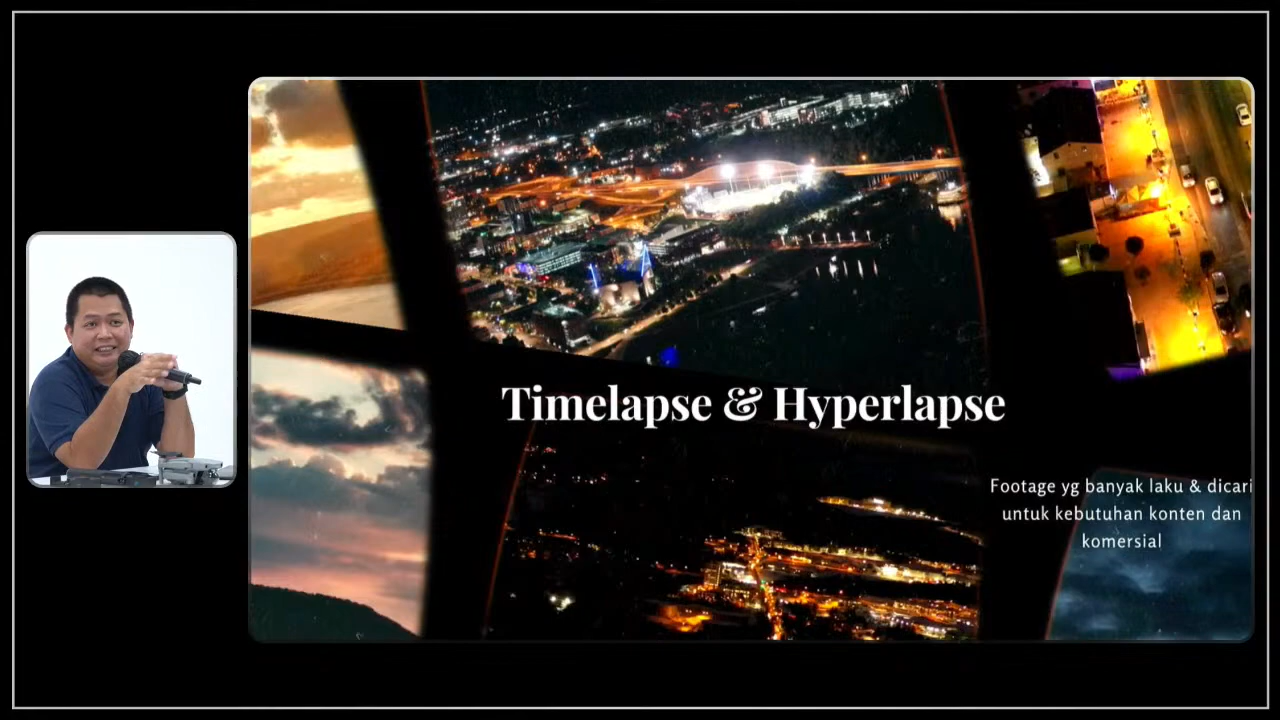 Timelapse & Hyperlapse
Footage yg banyak laku & dicari
untuk kebutuhan konten dan
komersial